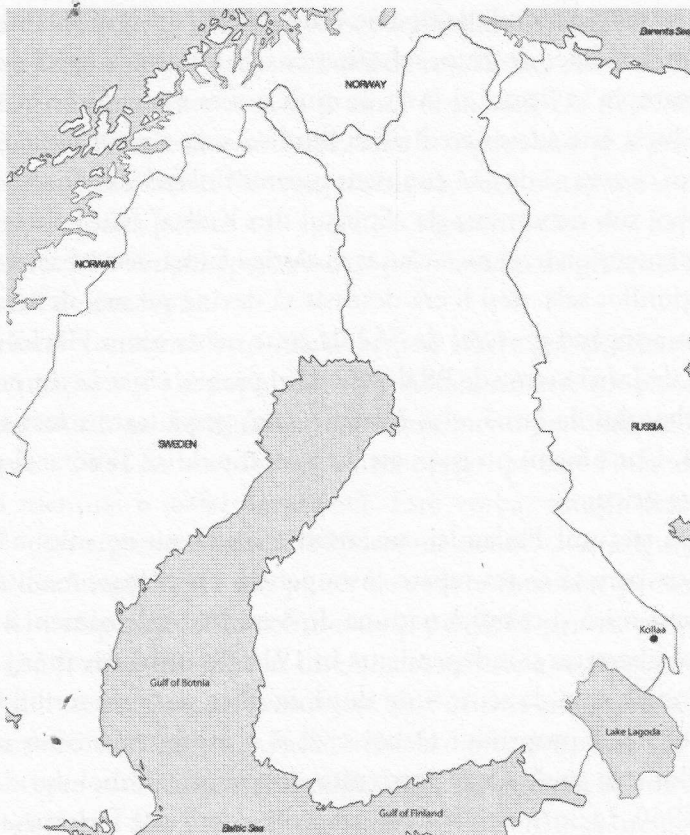 Barents Sea
NORWAY
NORWAY
SWEDEN
RUSSIA
Kollaa
Gulf of Botnia
Lake Lagoda
Gulf of Finland
Baltic Sea